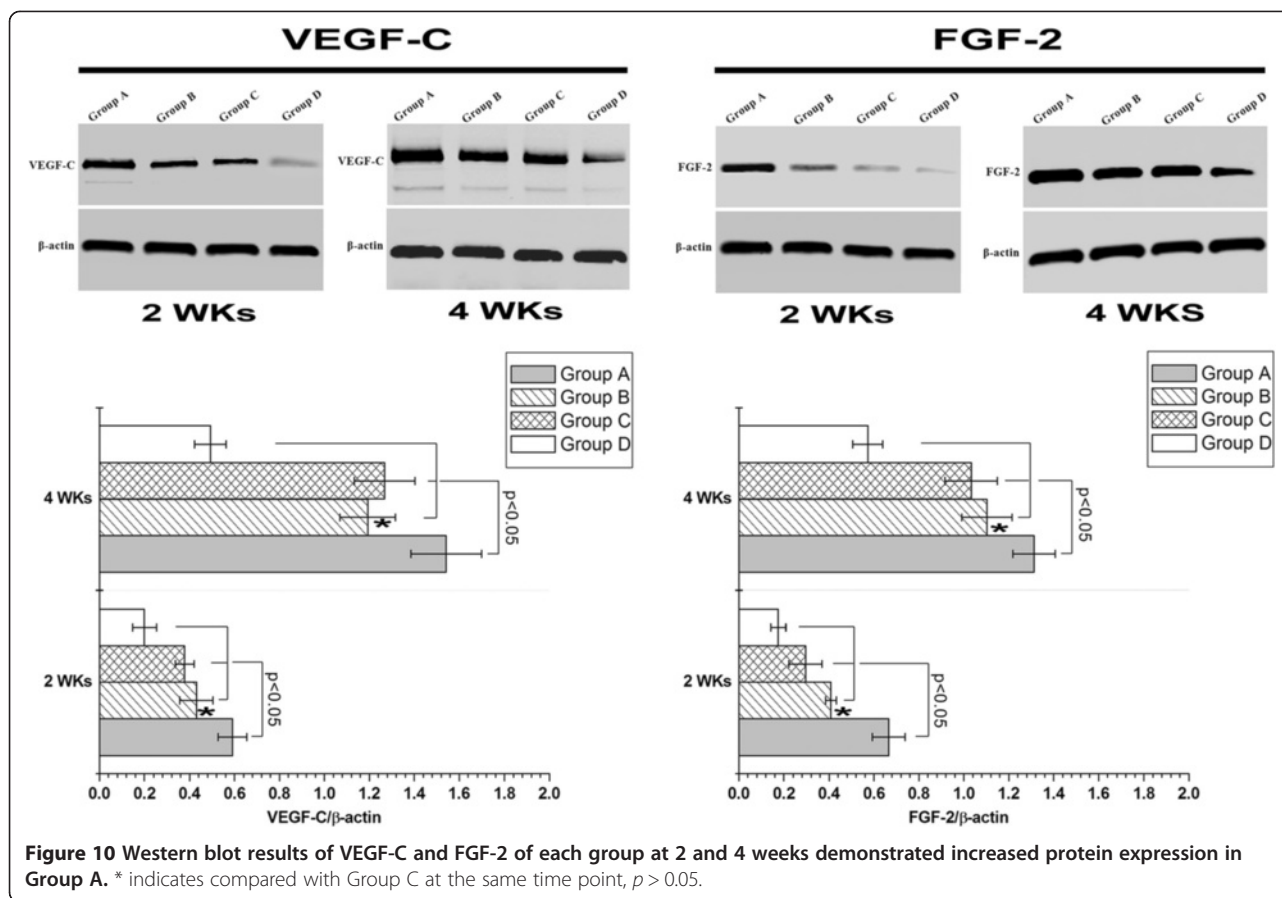 VEGF-C
FGF-2
Group A
Group B
Group C
Group D
VEGF-C
β-actin
2 WKs
Group A
Group B
Group C
Group D
VEGF-C
β-actin
4 WKs
Group A
Group B
Group C
Group D
FGF-2
β-actin
2 WKs
Group A
Group B
Group C
Group D
FGF-2
β-actin
4 WKS
Group A
Group B
Group C
Group D
4 WKs
*
p<0.05
2 WKs
*
p<0.05
0.0 0.2 0.4 0.6 0.8 1.0 1.2 1.4 1.6 1.8 2.0
VEGF-C/β-actin
Group A
Group B
Group C
Group D
4 WKs
*
p<0.05
2 WKs
*
p<0.05
0.0 0.2 0.4 0.6 0.8 1.0 1.2 1.4 1.6 1.8 2.0
FGF-2/β-actin
Figure 10 Western blot results of VEGF-C and FGF-2 of each group at 2 and 4 weeks demonstrated increased protein expression in
Group A. * indicates compared with Group C at the same time point, p > 0.05.